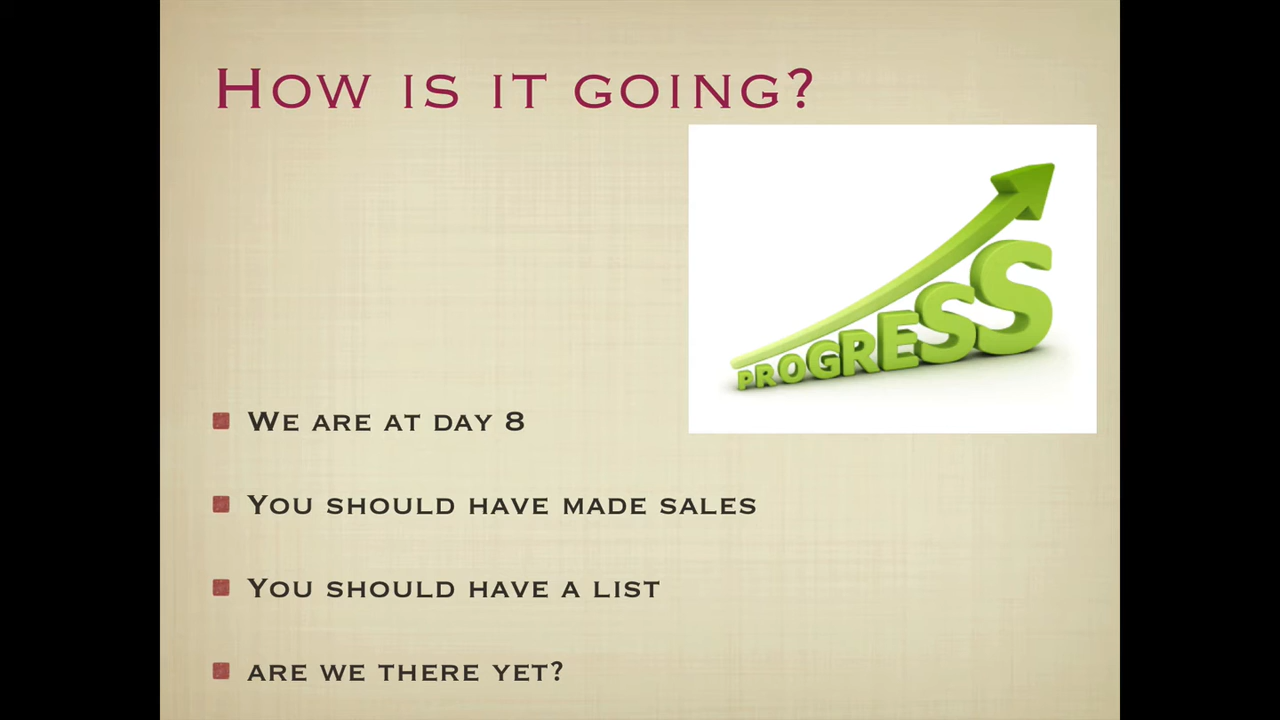 How is it going?
PROGRESS
We are at day 8
You should have made sales
You should have a list
are we there yet?